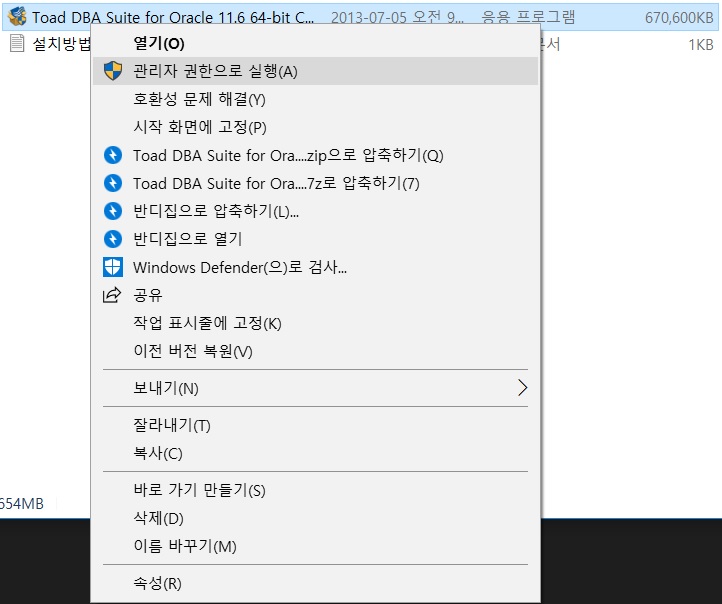 Toad DBA Suite for Oracle 11.6 64-bit C... 2013-07-05 오전 9... 응용 프로그램 670,600KB
설치방법 문서 1KB
열기(O)
관리자 권한으로 실행(A)
호환성 문제 해결(Y)
시작 화면에 고정(P)
Toad DBA Suite for Ora....zip으로 압축하기(Q)
Toad DBA Suite for Ora....7z로 압축하기(7)
반디집으로 압축하기(L)...
반디집으로 열기
Windows Defender(으)로 검사...
공유
작업 표시줄에 고정(K)
이전 버전 복원(V)
보내기(N)
잘라내기(T)
복사(C)
바로 가기 만들기(S)
654MB
삭제(D)
이름 바꾸기(M)
속성(R)